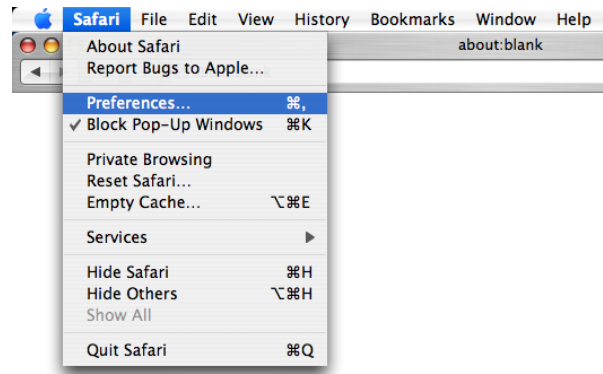 Safari File Edit View History Bookmarks Window Help
about:blank
About Safari
Report Bugs to Apple...
Preferences... ⌘,
✓ Block Pop-Up Windows ⌘K
Private Browsing
Reset Safari...
Empty Cache... ⌥⌘E
Services ▶
Hide Safari ⌘H
Hide Others ⌥⌘H
Show All
Quit Safari ⌘Q